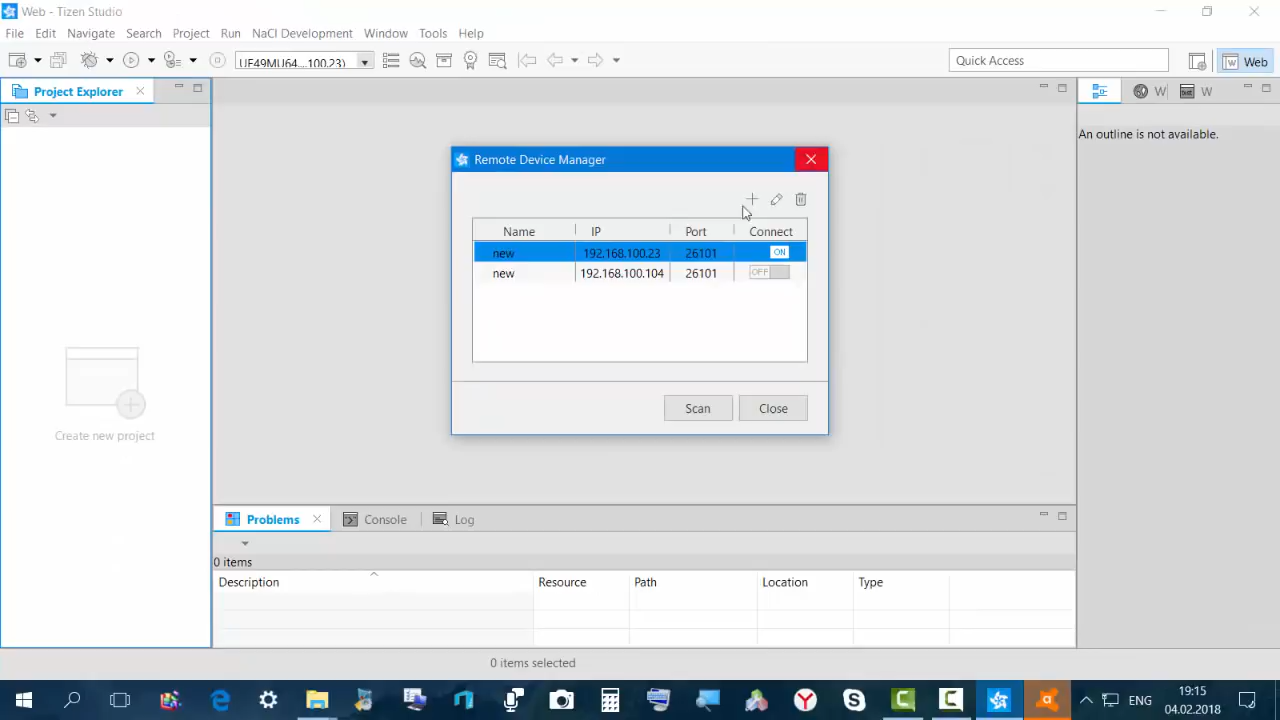 Web - Tizen Studio
File Edit Navigate Search Project Run NaCl Development Window Tools Help
UE49MU64...100.23)
Quick Access
Web
Project Explorer
W
W
An outline is not available.
Remote Device Manager
Name IP Port Connect
new 192.168.100.23 26101 ON
new 192.168.100.104 26101 OFF
Scan Close
Create new project
Problems Console Log
0 items
Description Resource Path Location Type
0 items selected
ENG
19:15
04.02.2018